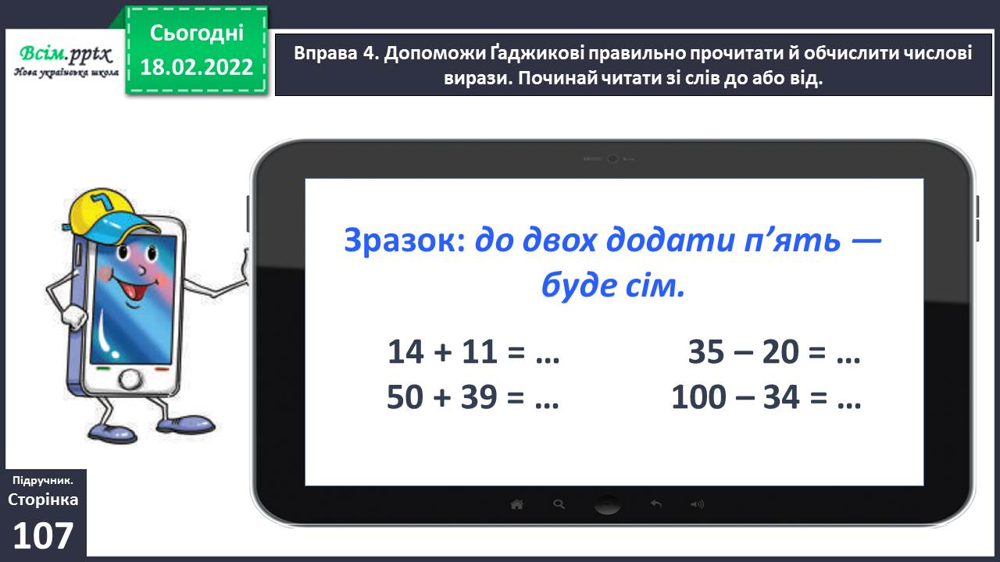 Всім.pptx
Нова українська школа
Сьогодні
18.02.2022
Вправа 4. Допоможи Ґаджикові правильно прочитати й обчислити числові
вирази. Починай читати зі слів до або від.
Зразок: до двох додати п’ять —
буде сім.
14 + 11 = … 35 – 20 = …
50 + 39 = … 100 – 34 = …
Підручник.
Сторінка
107